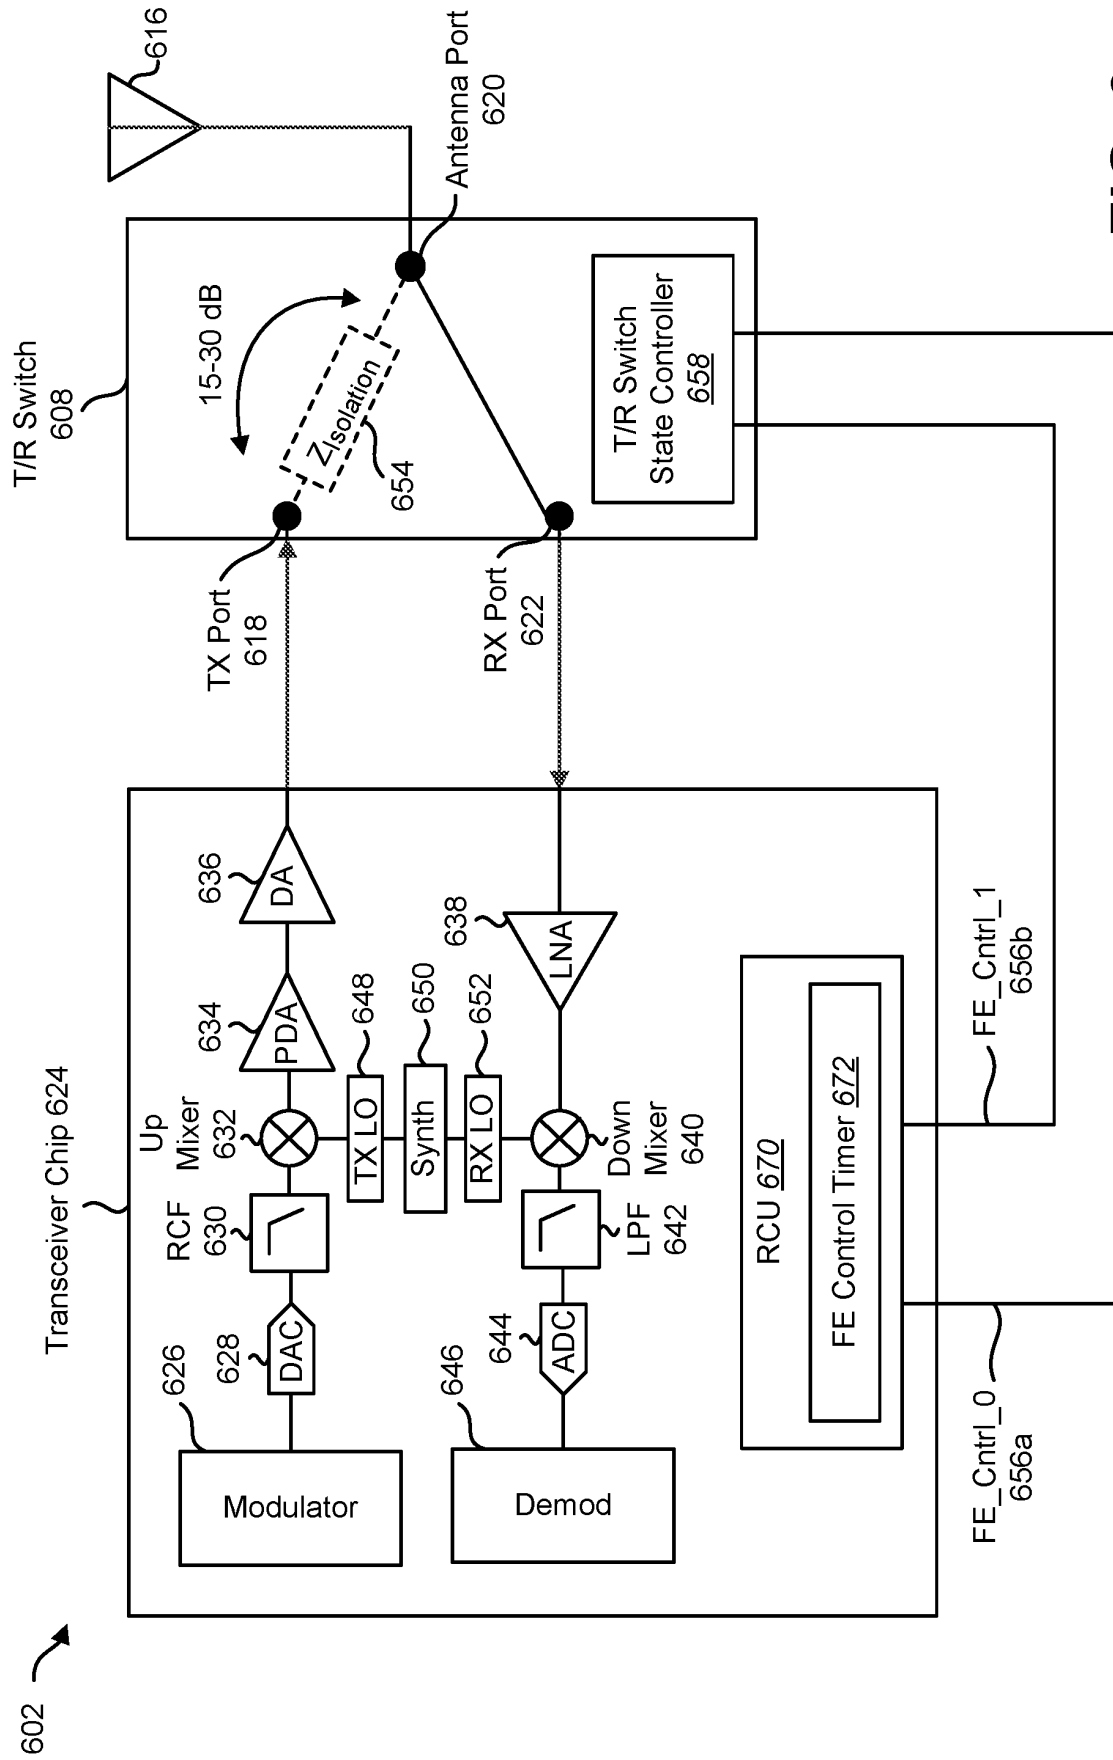 602
Transceiver Chip 624
626
Modulator
628
DAC
RCF
630
Up
Mixer
632
634
PDA
636
DA
TX LO
648
Synth
650
RX LO
652
646
Demod
644
ADC
LPF
642
Down
Mixer
640
638
LNA
RCU 670
FE Control Timer 672
FE_Cntrl_0
656a
FE_Cntrl_1
656b
T/R Switch
608
TX Port
618
RX Port
622
15-30 dB
ZIsolation
654
T/R Switch
State Controller
658
616
Antenna Port
620